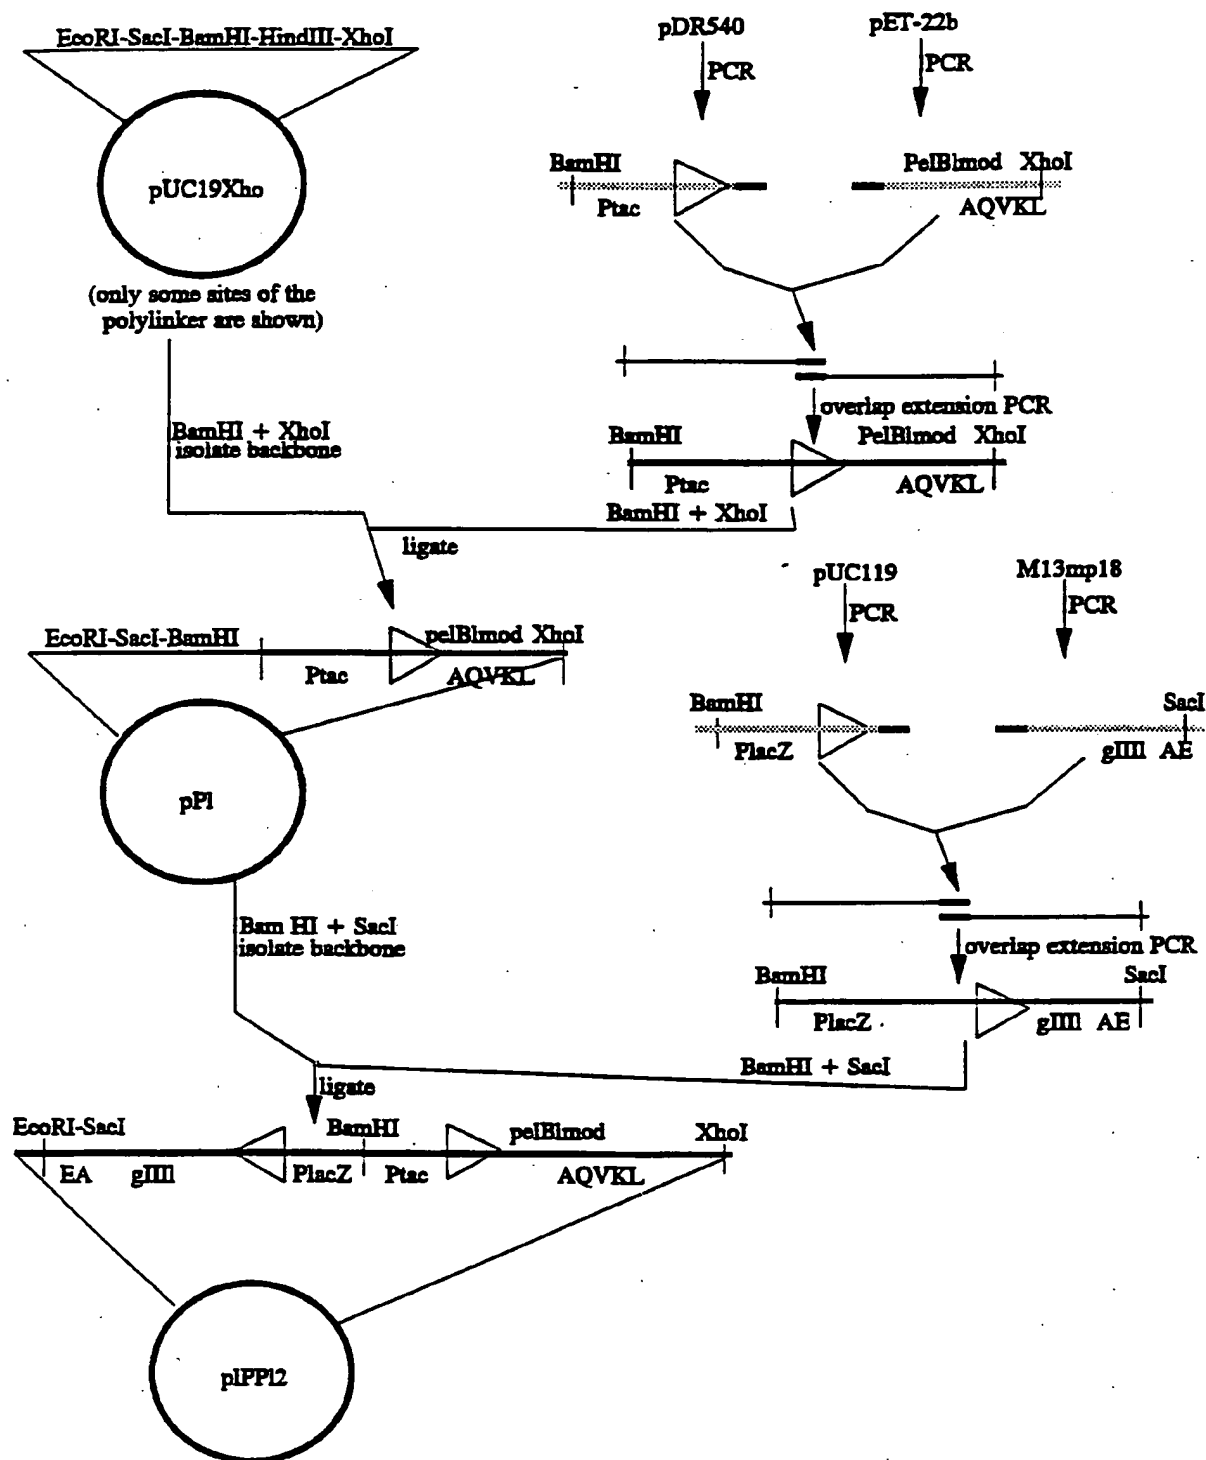 EcoRI-SacI-BamHI-HindIII-XhoI
pUC19Xho
(only some sites of the
polylinker are shown)
pDR540
PCR
pET-22b
PCR
BamHI
Ptac
PelBlmod XhoI
AQVKL
overlap extension PCR
BamHI
PelBlmod XhoI
Ptac
AQVKL
BamHI + XhoI
isolate backbone
BamHI + XhoI
ligate
EcoRI-SacI-BamHI
pelBlmod XhoI
Ptac
AQVKL
pPl
pUC119
PCR
M13mp18
PCR
BamHI
SacI
PlacZ
gIIIl AE
overlap extension PCR
BamHI
SacI
PlacZ
gIIIl AE
Bam HI + SacI
isolate backbone
BamHI + SacI
ligate
EcoRI-SacI
BamHI
pelBlmod
XhoI
EA
gIIIl
PlacZ
Ptac
AQVKL
plPPl2